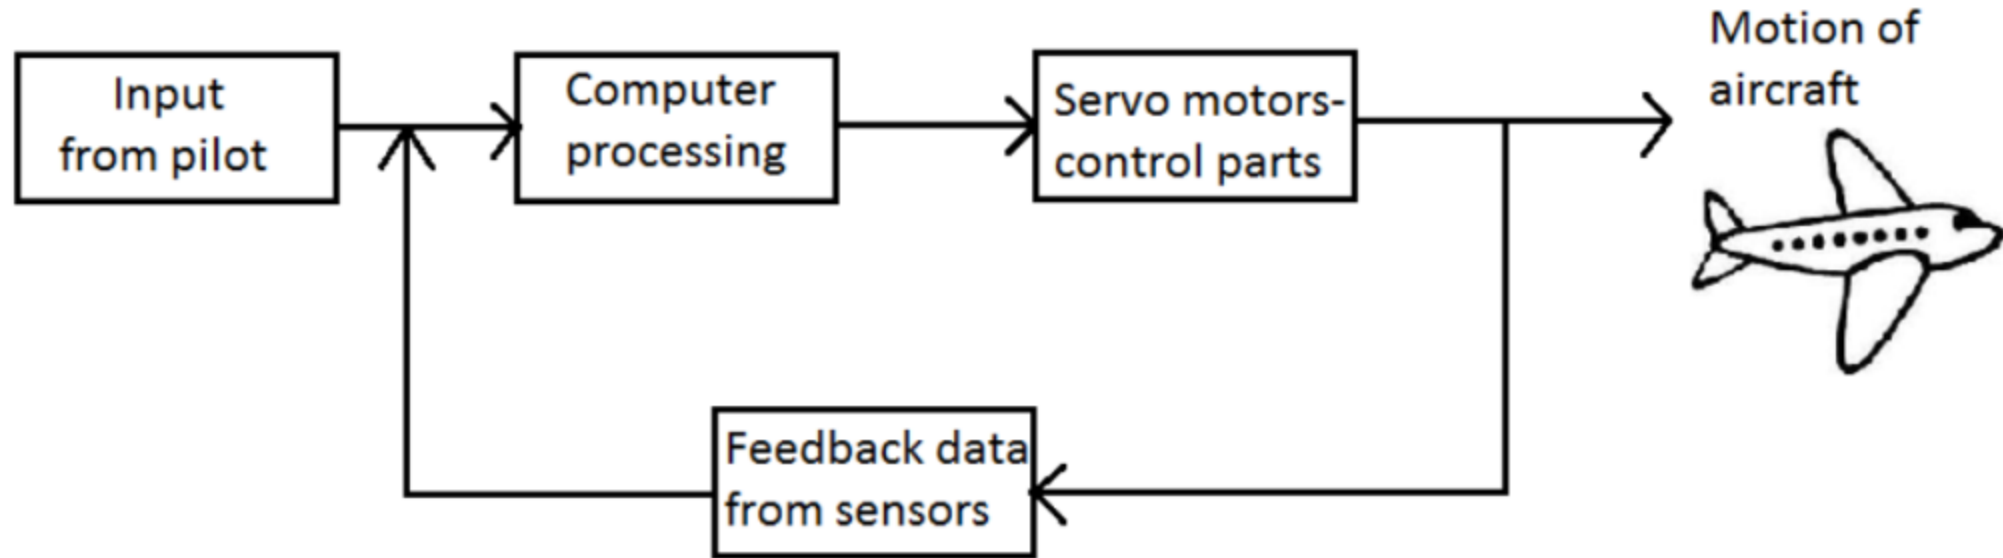 Input
from pilot
Computer
processing
Servo motors-
control parts
Motion of
aircraft
Feedback data
from sensors